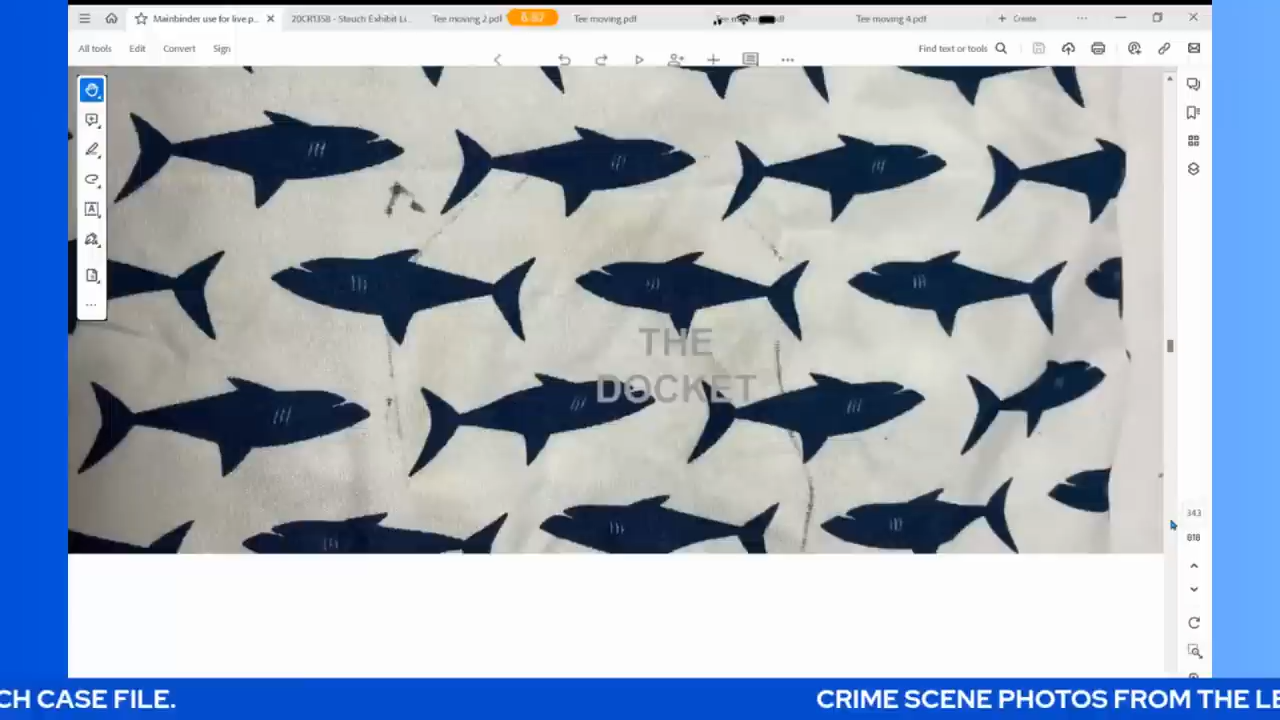 Mainbinder use for live p...
20CR1358 - Stauch Exhibit Li...
Tee moving 2.pdf
6:07
Tee moving.pdf
Tee moving 4.pdf
Create
All tools
Edit
Convert
Sign
Find text or tools
THE
DOCKET
343
818
CH CASE FILE.
CRIME SCENE PHOTOS FROM THE LE